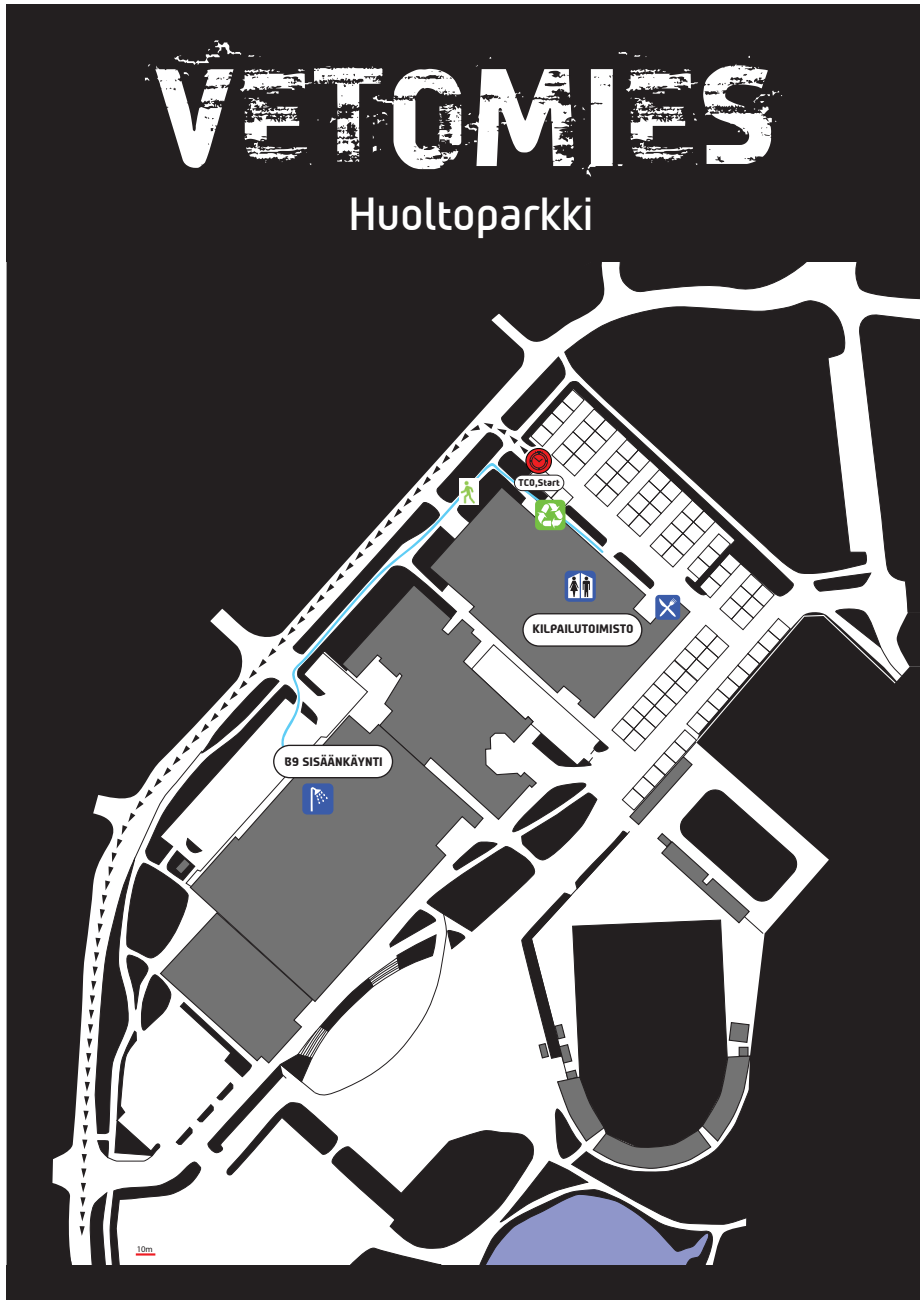 VETOMIES
Huoltoparkki
TC0,Start
KILPAILUTOIMISTO
B9 SISÄÄNKÄYNTI
10m